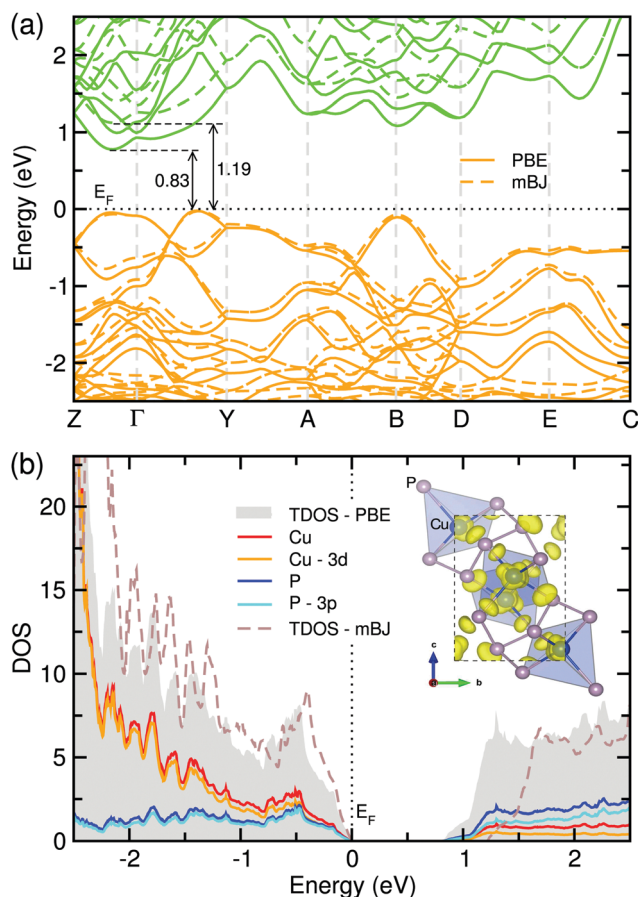 (a)
2
1
0
-1
-2
Energy (eV)
E_F
0.83
1.19
PBE
mBJ
Z Γ Y A B D E C
(b)
20
15
10
5
0
DOS
TDOS - PBE
Cu
Cu - 3d
P
P - 3p
TDOS - mBJ
P
Cu
c
b
E_F
-2 -1 0 1 2
Energy (eV)